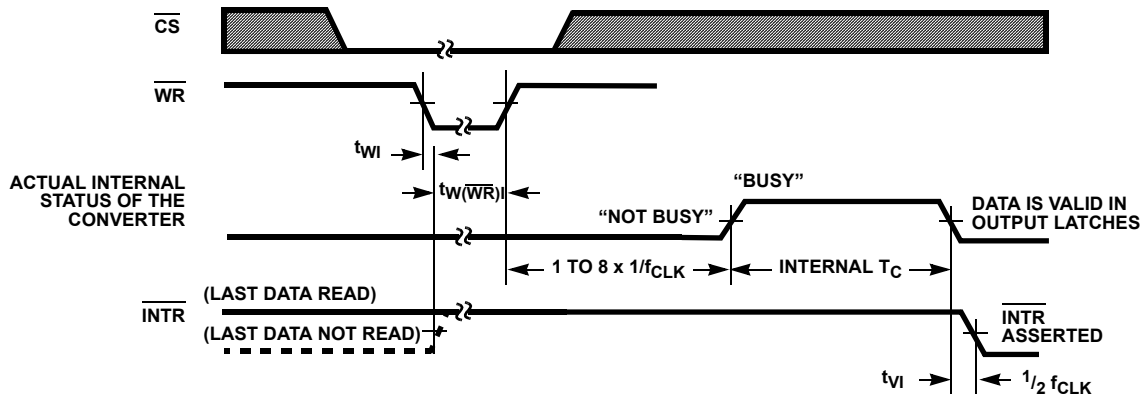 CS
WR
tWI
tW(WR)I
ACTUAL INTERNAL
STATUS OF THE
CONVERTER
“BUSY”
“NOT BUSY”
DATA IS VALID IN
OUTPUT LATCHES
1 TO 8 x 1/fCLK
INTERNAL TC
(LAST DATA READ)
INTR
(LAST DATA NOT READ)
INTR
ASSERTED
tVI
1/2 fCLK